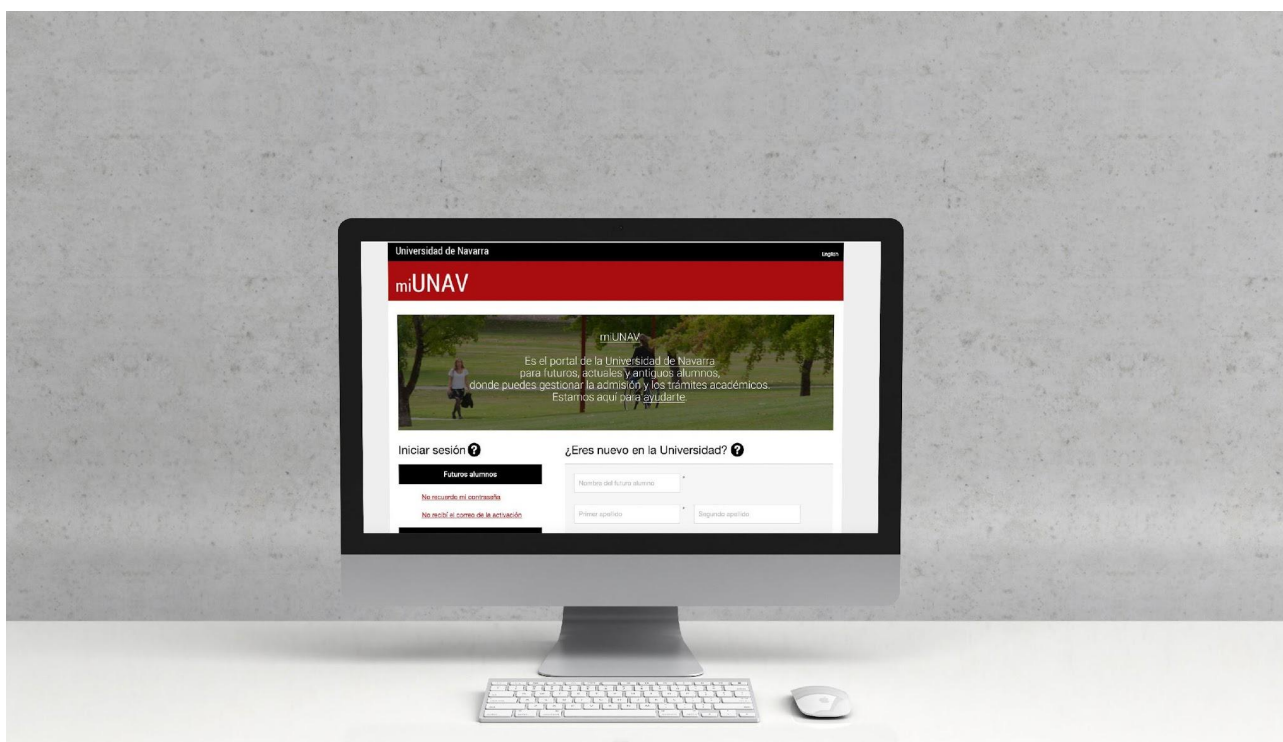 Universidad de Navarra
English
miUNAV
miUNAV
Es el portal de la Universidad de Navarra
para futuros, actuales y antiguos alumnos,
donde puedes gestionar la admisión y los trámites académicos.
Estamos aquí para ayudarte.
Iniciar sesión
¿Eres nuevo en la Universidad?
Futuros alumnos
No recuerdo mi contraseña
No recibí el correo de la activación
Nombre del futuro alumno
*
Primer apellido
*
Segundo apellido